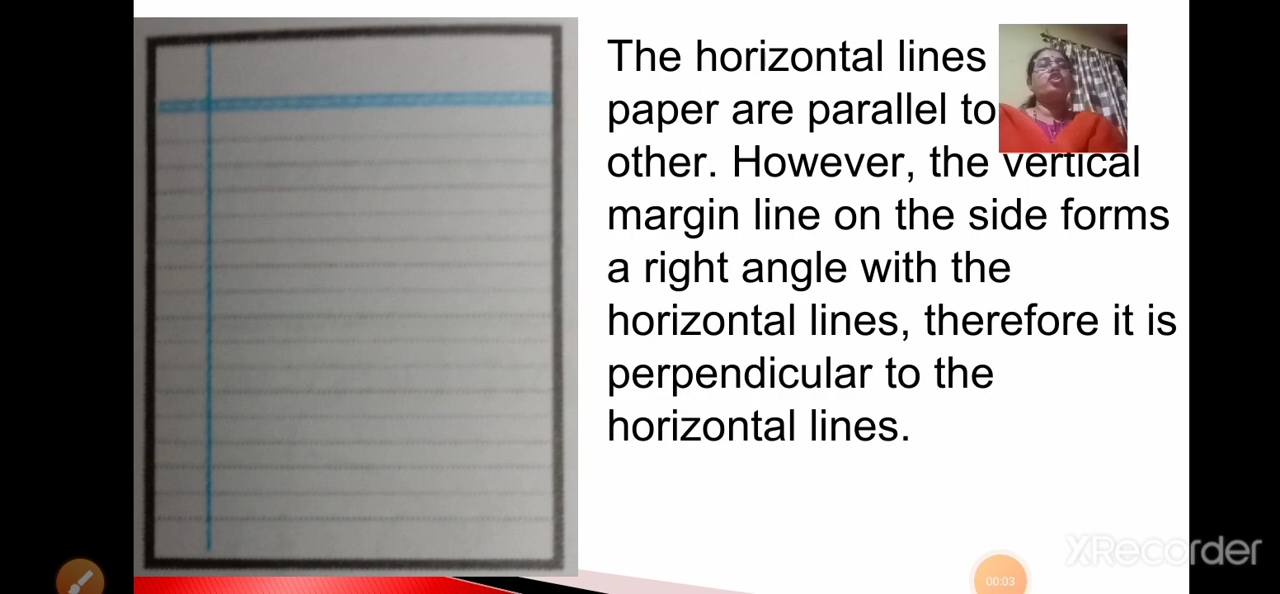 The horizontal lines
paper are parallel to
other. However, the vertical
margin line on the side forms
a right angle with the
horizontal lines, therefore it is
perpendicular to the
horizontal lines.
XRecorder
00:03